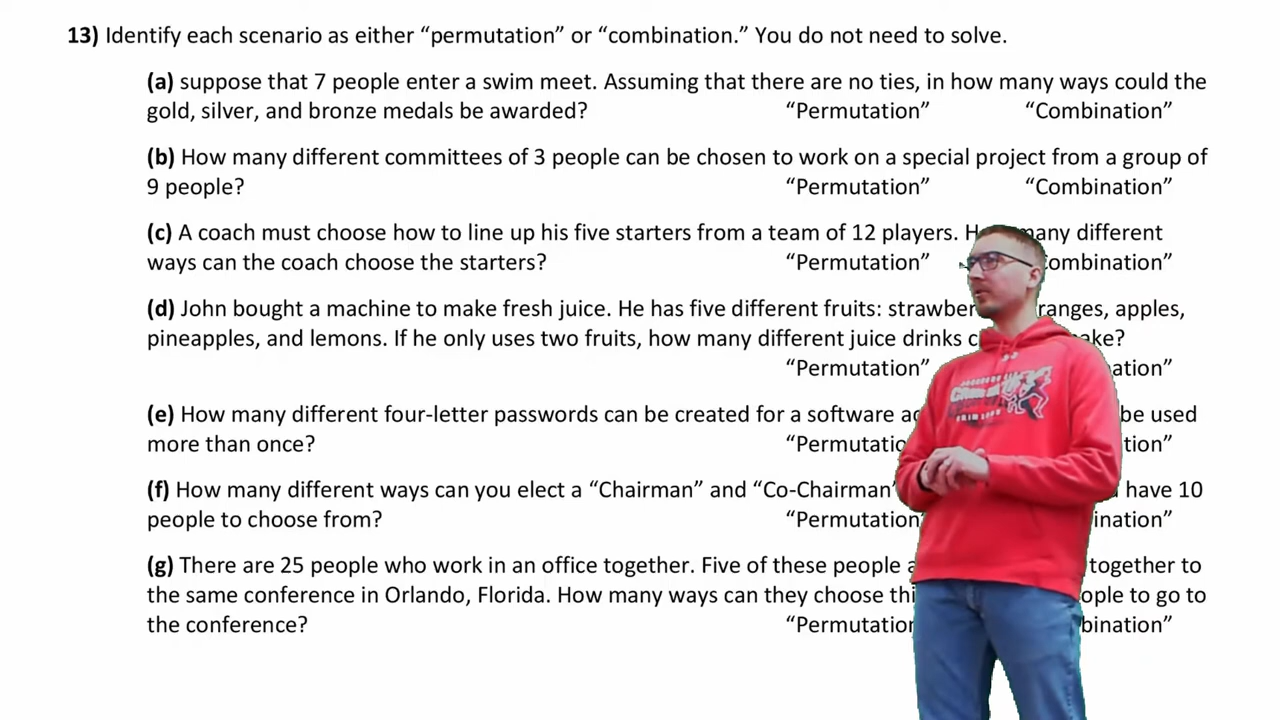 13) Identify each scenario as either “permutation” or “combination.” You do not need to solve.
(a) suppose that 7 people enter a swim meet. Assuming that there are no ties, in how many ways could the
gold, silver, and bronze medals be awarded? “Permutation” “Combination”
(b) How many different committees of 3 people can be chosen to work on a special project from a group of
9 people? “Permutation” “Combination”
(c) A coach must choose how to line up his five starters from a team of 12 players. many different
ways can the coach choose the starters? “Permutation” ombination”
(d) John bought a machine to make fresh juice. He has five different fruits: strawber ranges, apples,
pineapples, and lemons. If he only uses two fruits, how many different juice drinks ake?
“Permutation” ation”
(e) How many different four-letter passwords can be created for a software be used
more than once? “Permutatio tion”
(f) How many different ways can you elect a “Chairman” and “Co-Chairman” have 10
people to choose from? “Permutation ination”
(g) There are 25 people who work in an office together. Five of these people together to
the same conference in Orlando, Florida. How many ways can they choose thi ople to go to
the conference? “Permutation bination”